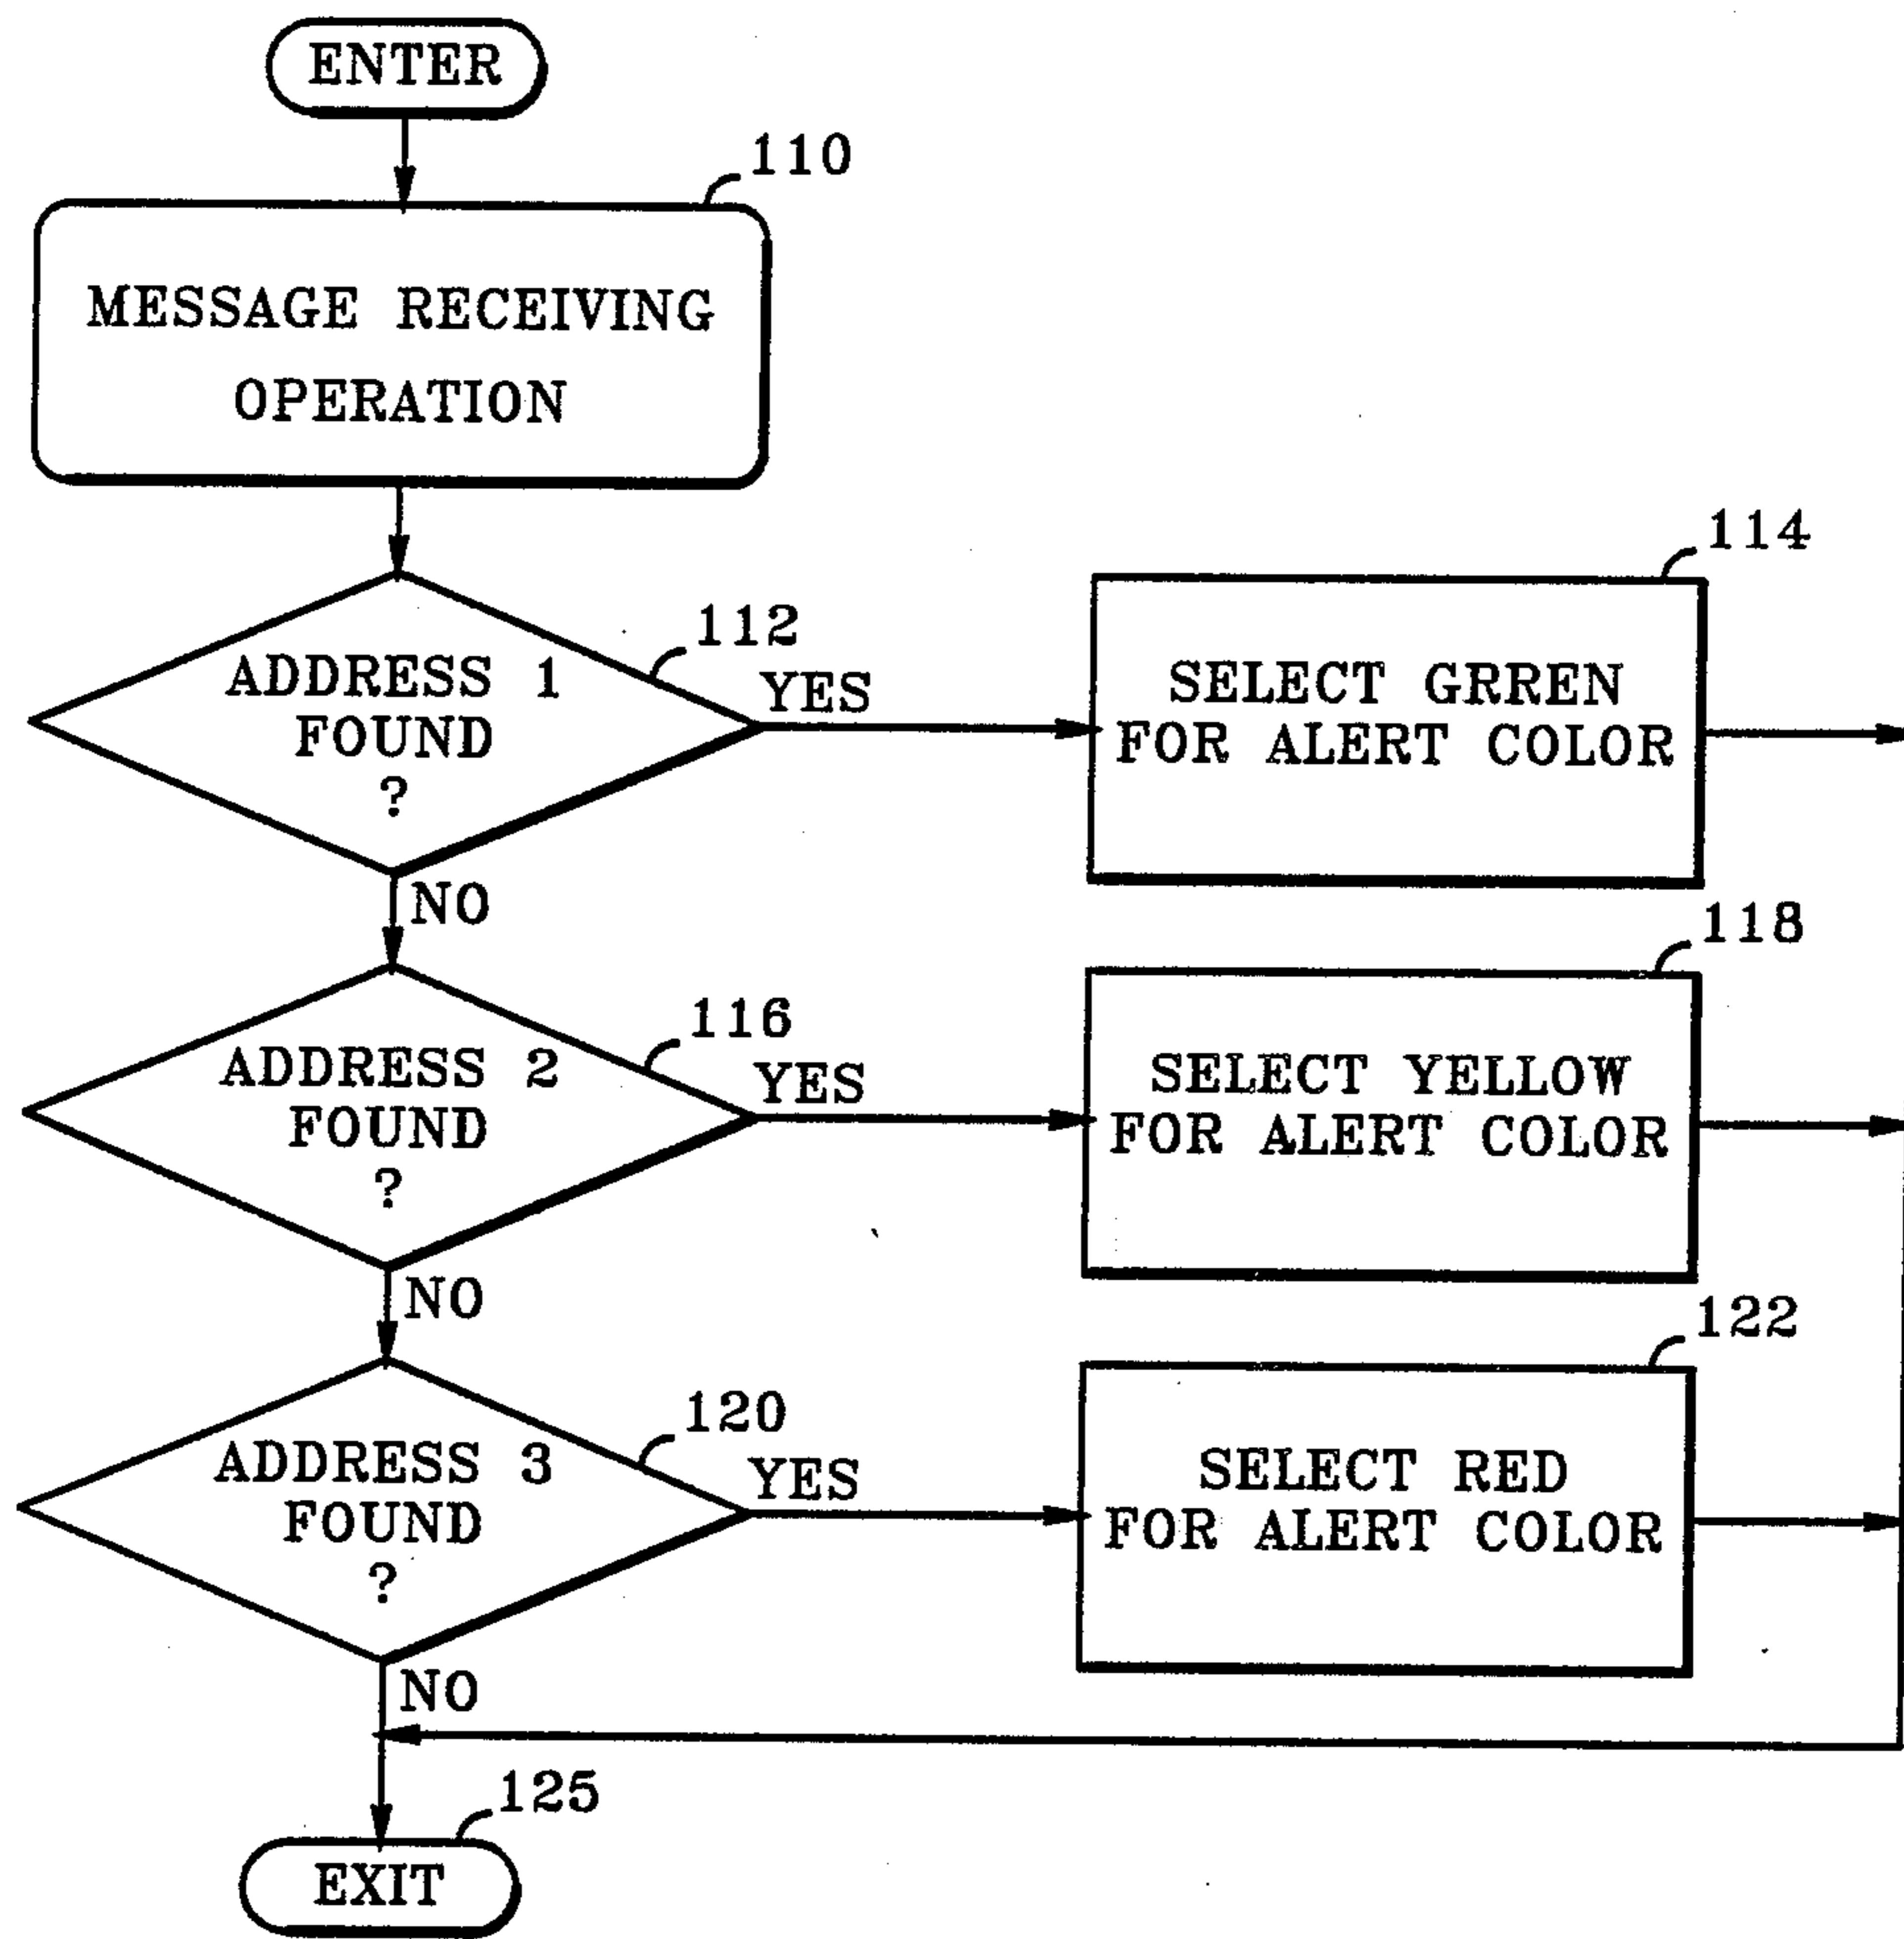 ENTER
110
MESSAGE RECEIVING
OPERATION
114
112
ADDRESS 1
FOUND
?
YES
SELECT GRREN
FOR ALERT COLOR
NO
118
116
ADDRESS 2
FOUND
?
YES
SELECT YELLOW
FOR ALERT COLOR
NO
122
120
ADDRESS 3
FOUND
?
YES
SELECT RED
FOR ALERT COLOR
NO
125
EXIT